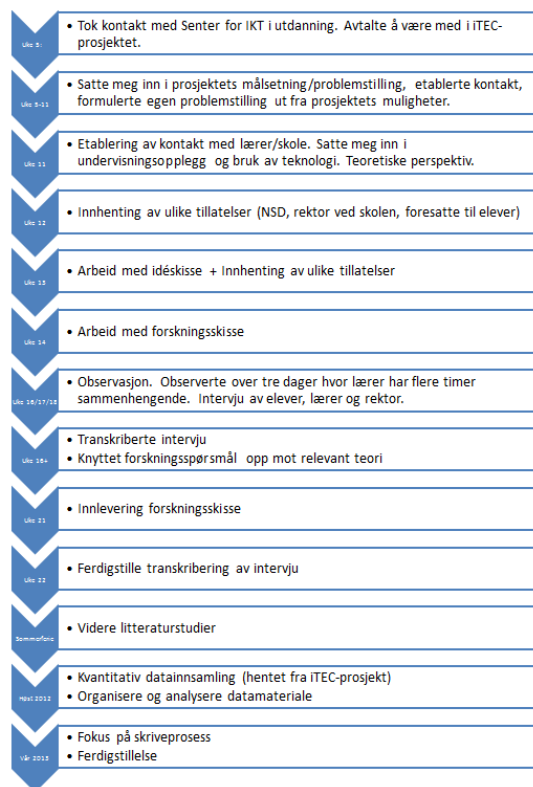 Uke 5:
• Tok kontakt med Senter for IKT i utdanning. Avtalte å være med i iTEC-
prosjektet.
Uke 5-11
• Satte meg inn i prosjektets målsetning/problemstilling, etablerte kontakt,
formulerte egen problemstilling ut fra prosjektets muligheter.
Uke 11
• Etablering av kontakt med lærer/skole. Satte meg inn i
undervisningsopplegg og bruk av teknologi. Teoretiske perspektiv.
Uke 12
• Innhenting av ulike tillatelser (NSD, rektor ved skolen, foresatte til elever)
Uke 13
• Arbeid med idéskisse + Innhenting av ulike tillatelser
Uke 14
• Arbeid med forskningsskisse
Uke 16/17/18
• Observasjon. Observerte over tre dager hvor lærer har flere timer
sammenhengende. Intervju av elever, lærer og rektor.
• Transkriberte intervju
• Knyttet forskningsspørsmål opp mot relevant teori
Uke 21
• Innlevering forskningsskisse
Uke 22
• Ferdigstille transkribering av intervju
• Videre litteraturstudier
Høst 2012
• Kvantitativ datainnsamling (hentet fra iTEC-prosjekt)
• Organisere og analysere datamateriale
Vår 2013
• Fokus på skriveprosess
• Ferdigstillelse